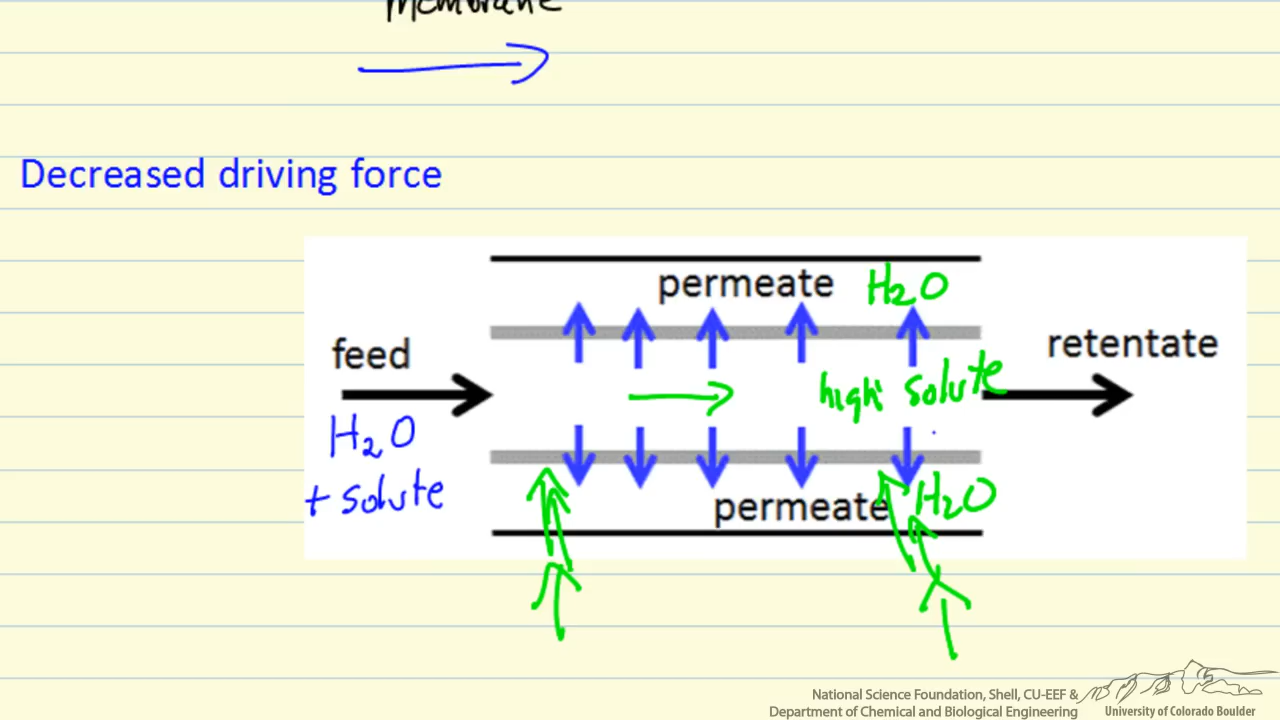 membrane
Decreased driving force
permeate H₂O
feed
retentate
high solute
H₂O
+ solute
permeate H₂O
National Science Foundation, Shell, CU-EEF &
Department of Chemical and Biological Engineering
University of Colorado Boulder